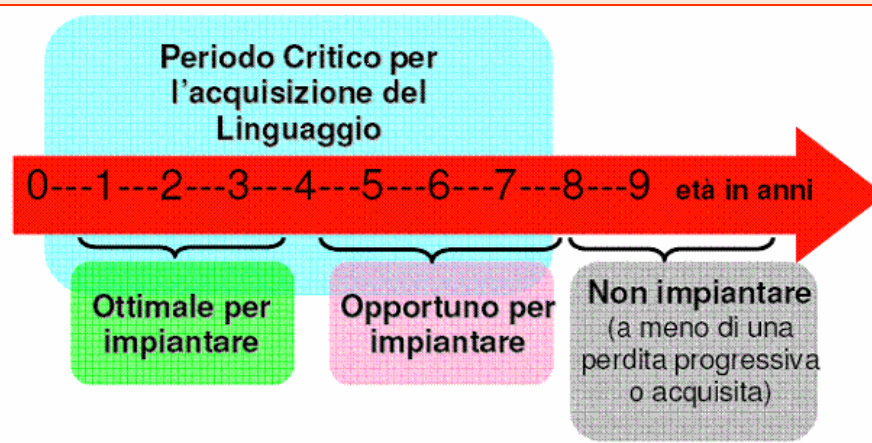 Periodo Critico per
l'acquisizione del
Linguaggio
0---1---2---3---4---5---6---7---8---9 età in anni
Ottimale per
impiantare
Opportuno per
impiantare
Non impiantare
(a meno di una
perdita progressiva
o acquisita)